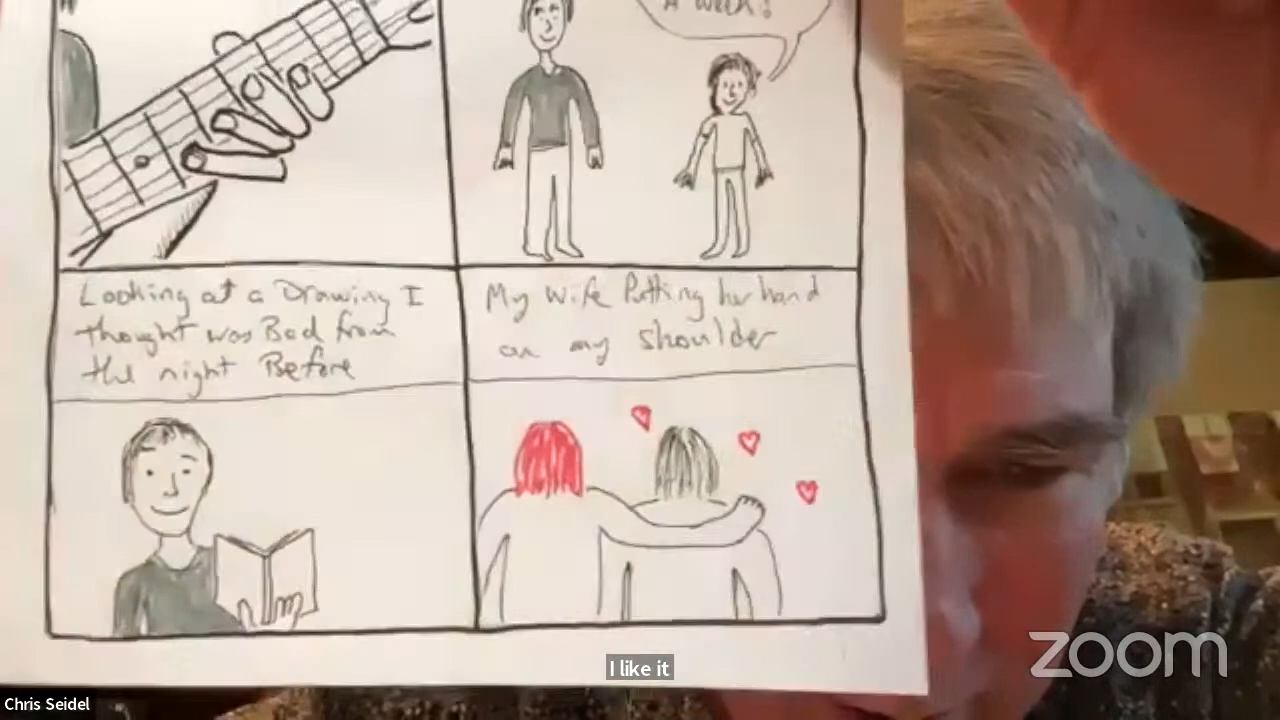 A week!
Looking at a Drawing I
thought was Bad from
the night Before
My Wife Putting her hand
on my shoulder
I like it
zoom
Chris Seidel